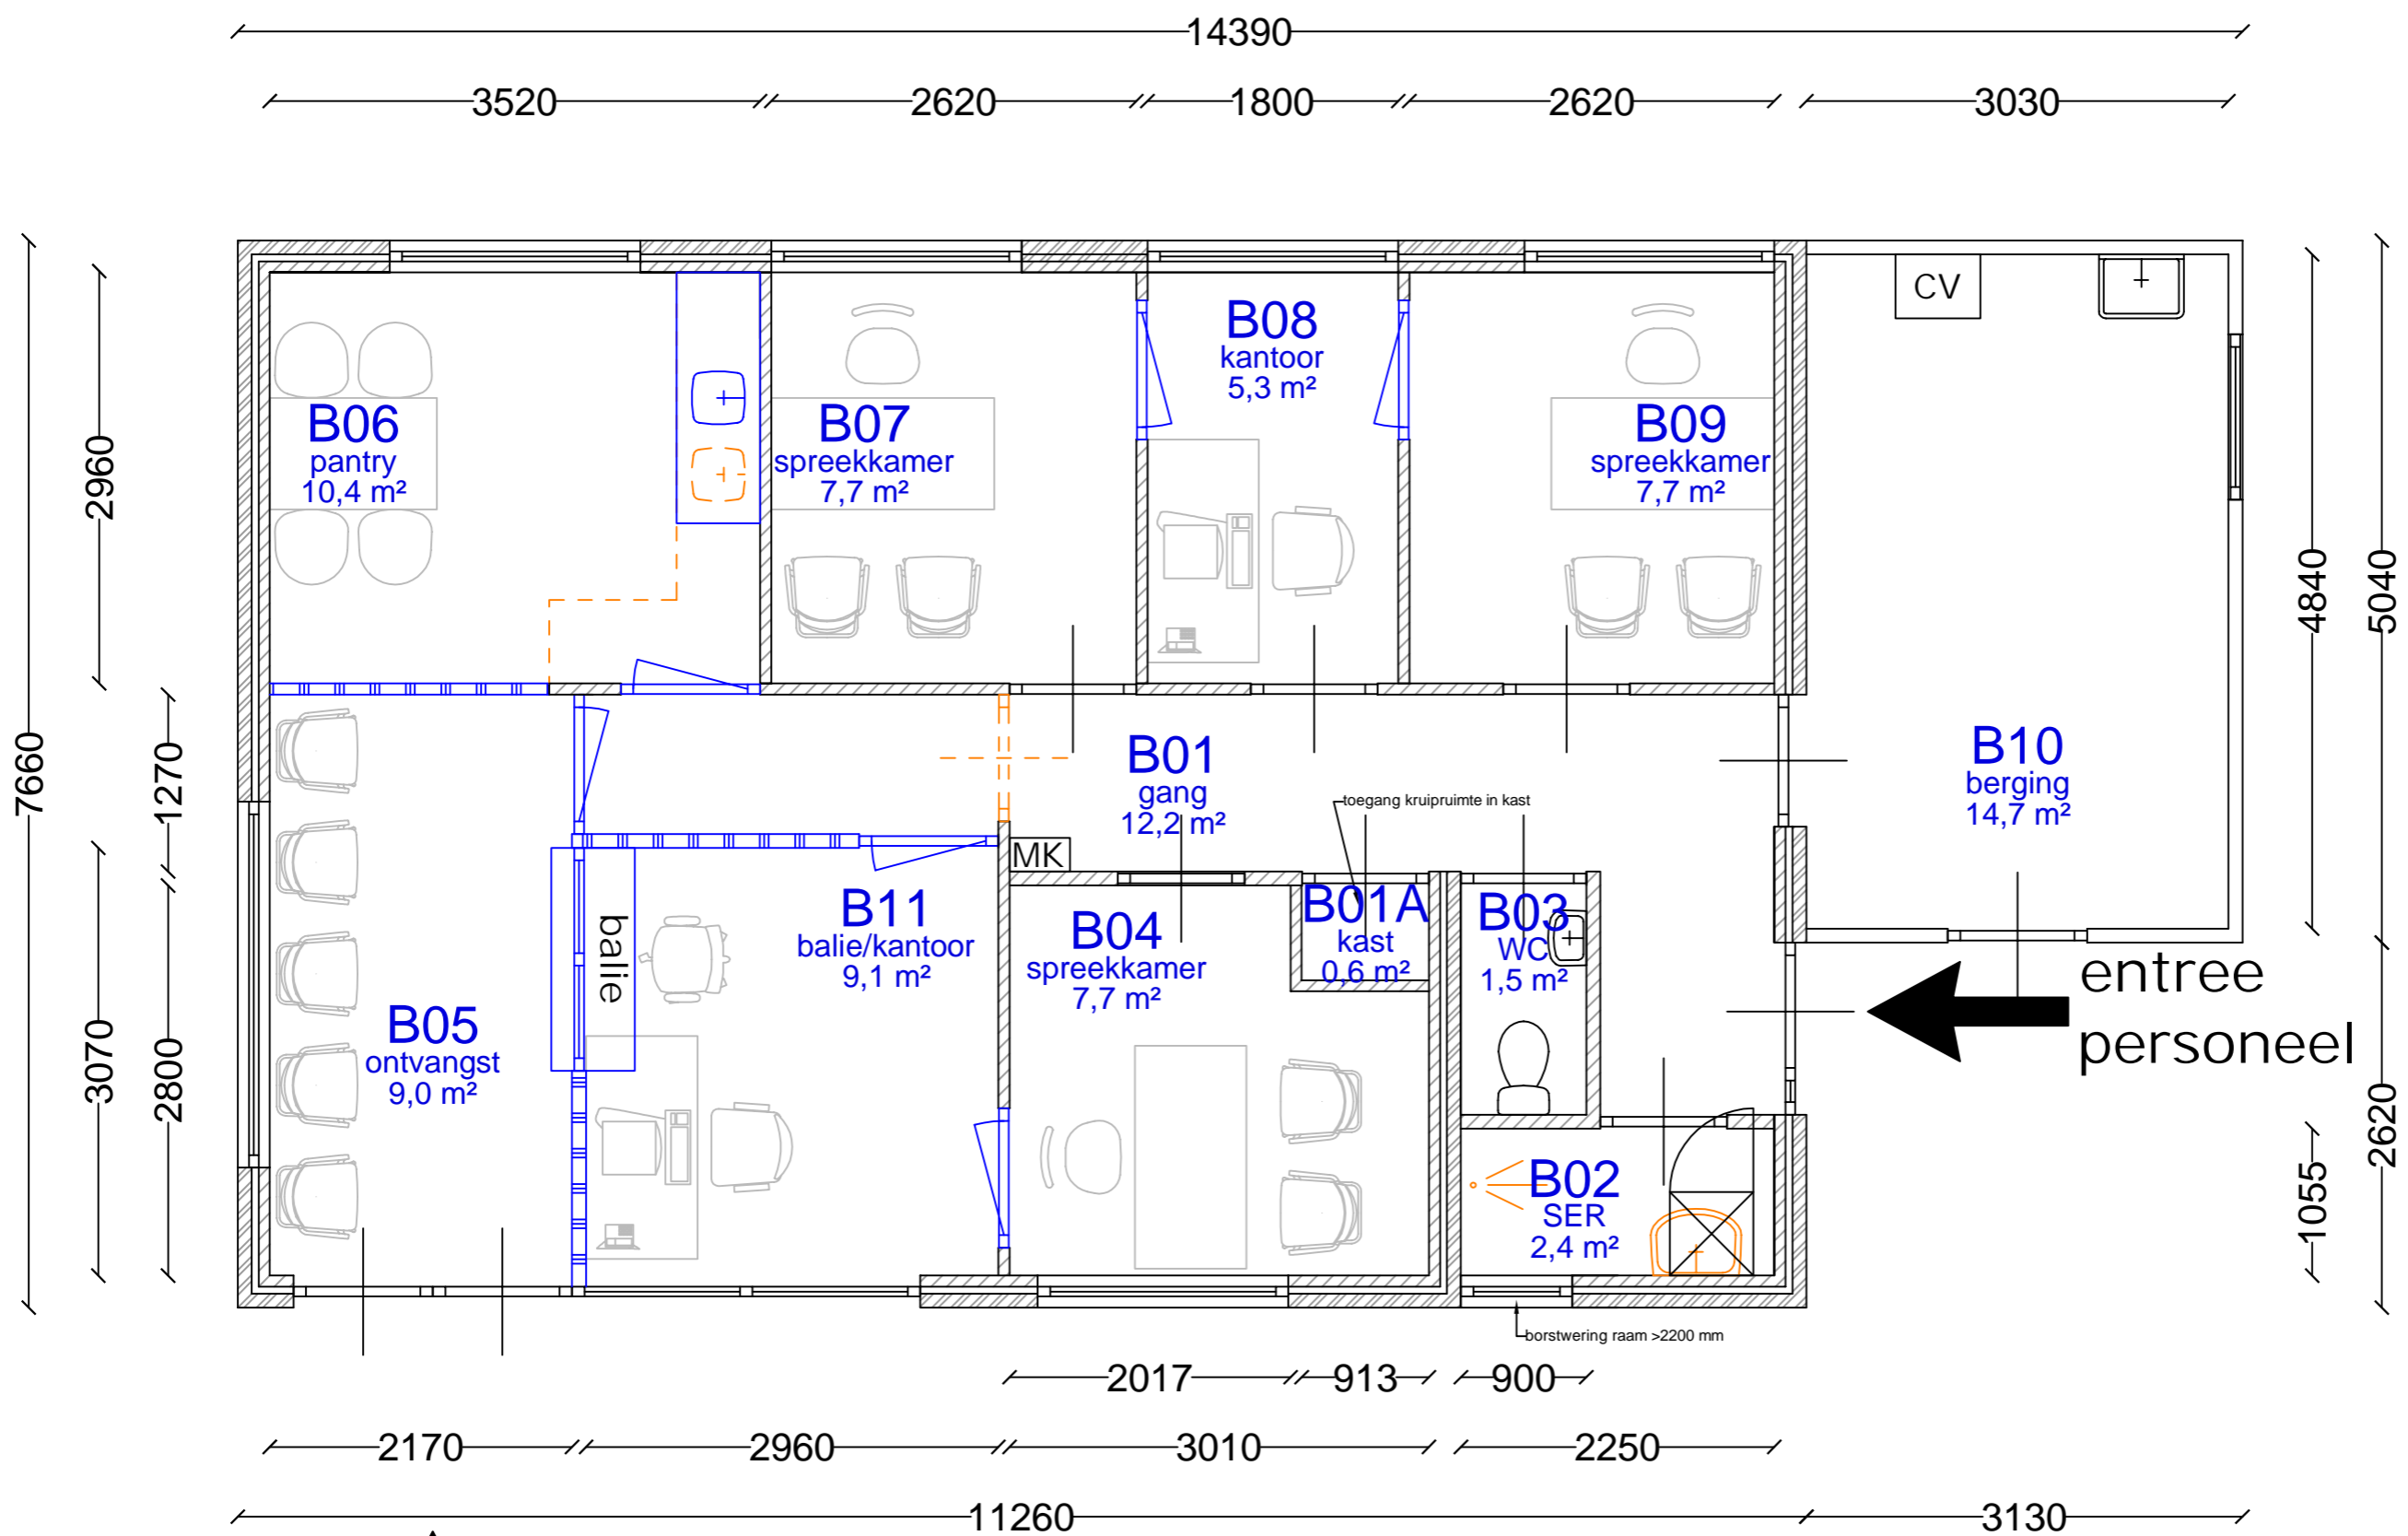 14390
3520
2620
1800
2620
3030
7660
2960
1270
3070
2800
4840
5040
2620
1055
CV
B06
pantry
10,4 m²
B07
spreekkamer
7,7 m²
B08
kantoor
5,3 m²
B09
spreekkamer
7,7 m²
B01
gang
12,2 m²
toegang kruipruimte in kast
MK
B10
berging
14,7 m²
B05
ontvangst
9,0 m²
balie
B11
balie/kantoor
9,1 m²
B04
spreekkamer
7,7 m²
B01A
kast
0,6 m²
B03
WC
1,5 m²
entree
personeel
B02
SER
2,4 m²
borstwering raam >2200 mm
2017
913
900
2170
2960
3010
2250
11260
3130